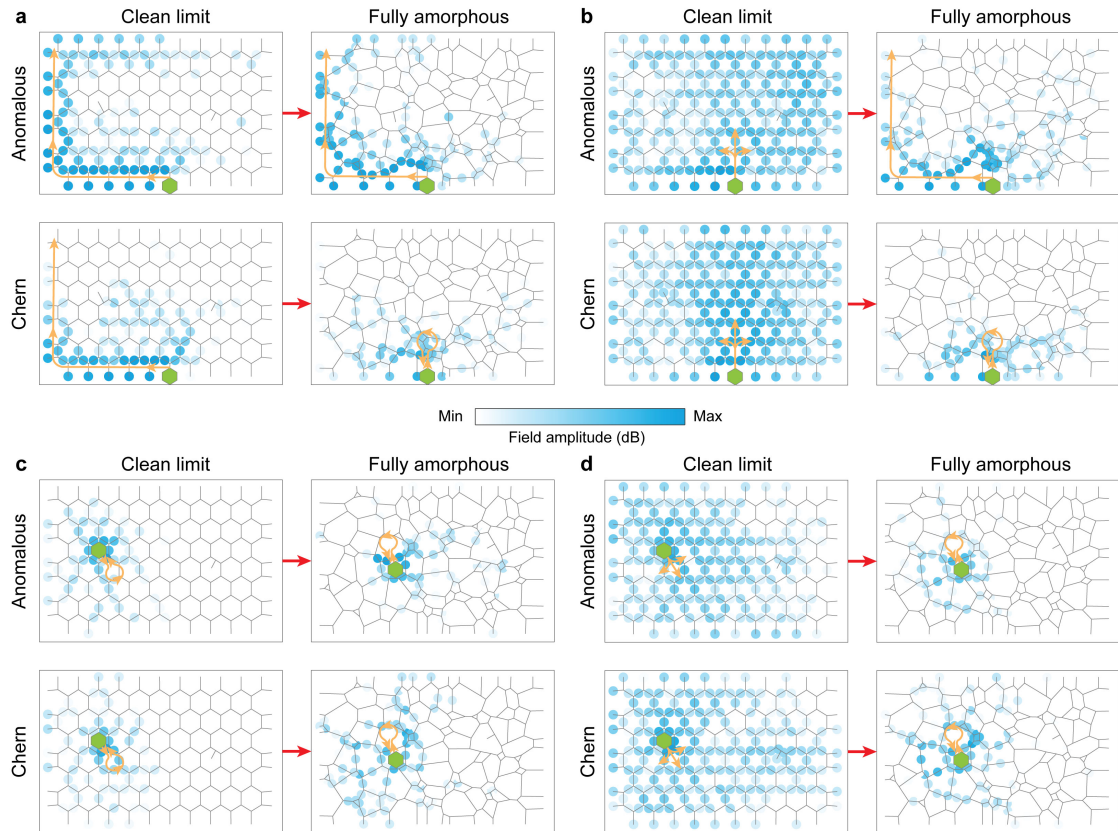 a Clean limit Fully amorphous b Clean limit Fully amorphous
Anomalous Anomalous
Chern Chern
Min Max
Field amplitude (dB)
c Clean limit Fully amorphous d Clean limit Fully amorphous
Anomalous Anomalous
Chern Chern